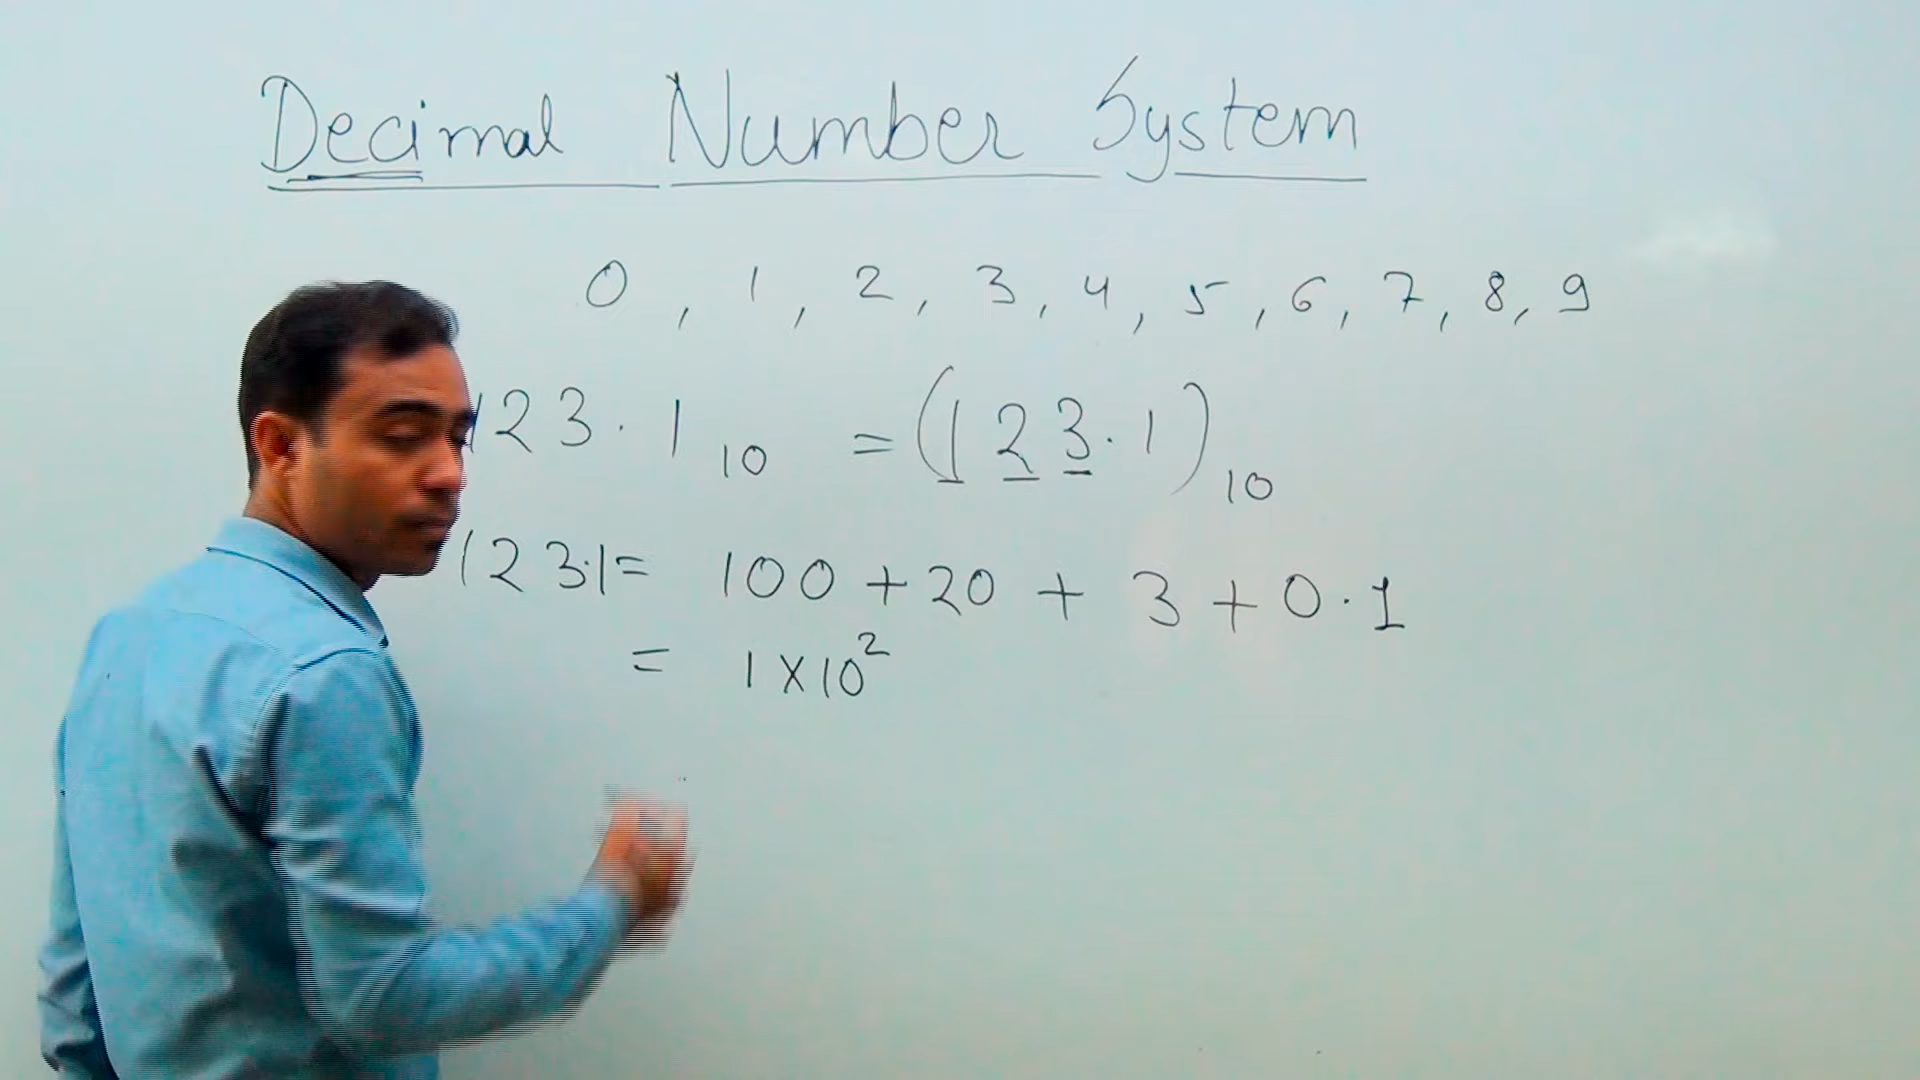 Decimal Number System
0, 1, 2, 3, 4, 5, 6, 7, 8, 9
123.1₁₀ = (123.1)₁₀
123.1 = 100 + 20 + 3 + 0.1
= 1 × 10²